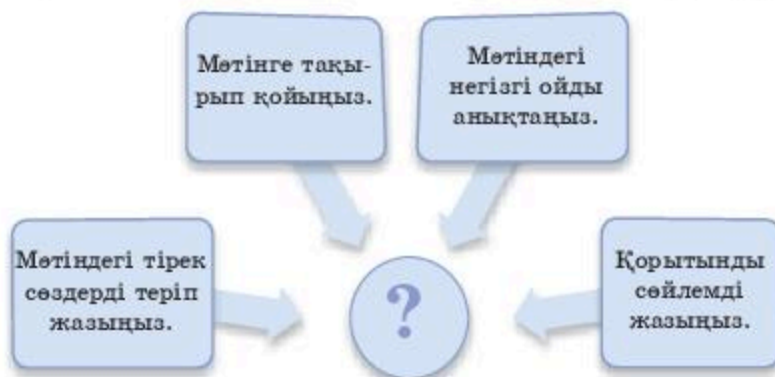 Мәтінге тақы-
рып қойыңыз.
Мәтіндегі
негізгі ойды
анықтаңыз.
Мәтіндегі тірек
сөздерді теріп
жазыңыз.
?
Қорытынды
сөйлемді
жазыңыз.